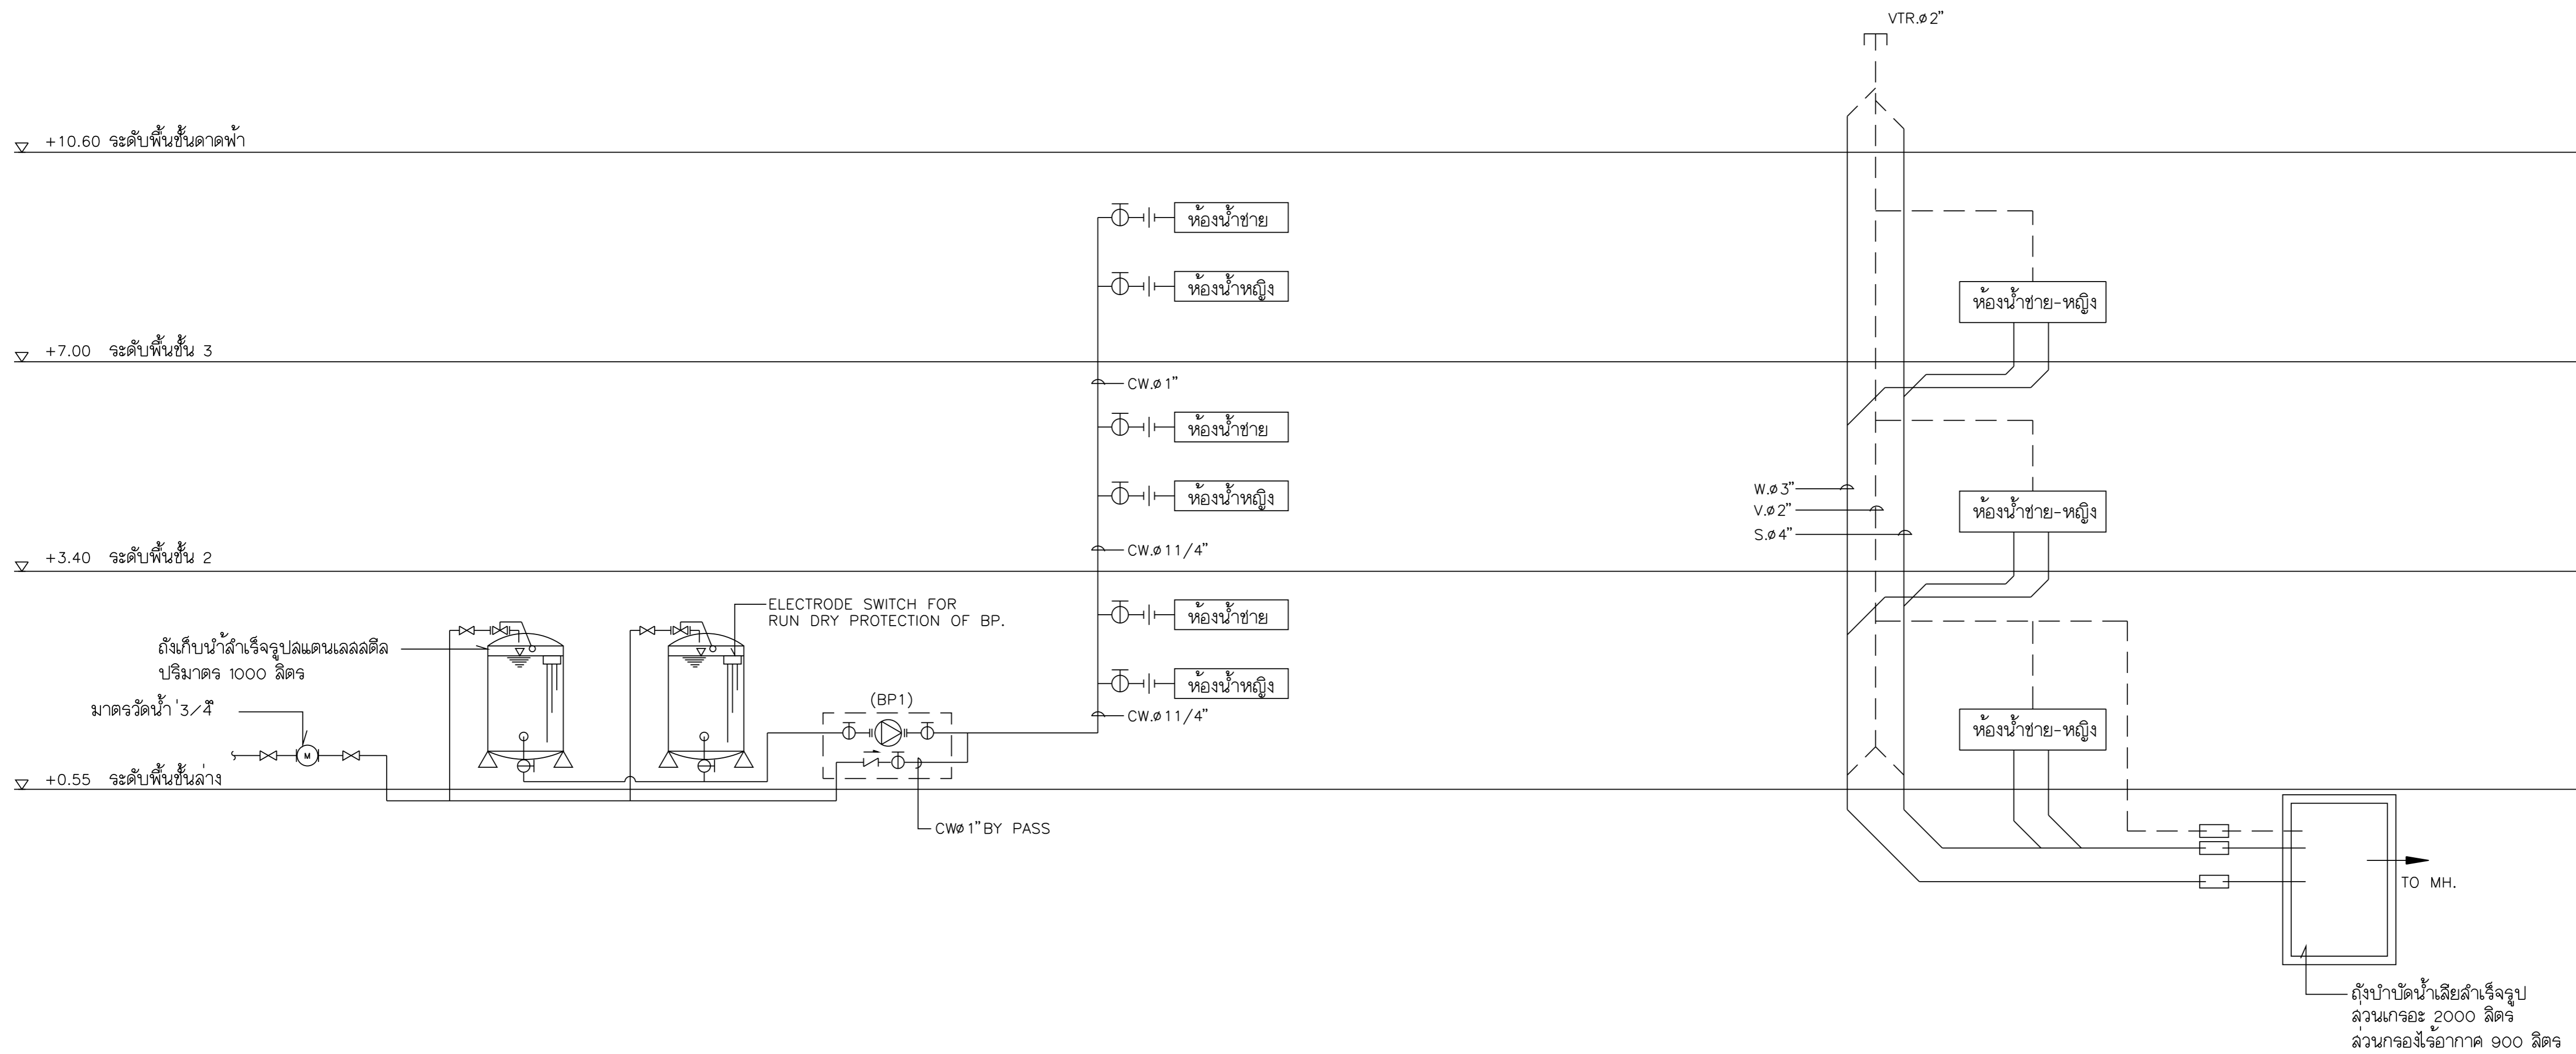 VTR.ø2"
+10.60 ระดับพื้นชั้นดาดฟ้า
ห้องน้ำชาย
ห้องน้ำหญิง
ห้องน้ำชาย-หญิง
+7.00 ระดับพื้นชั้น 3
CW.ø1"
ห้องน้ำชาย
ห้องน้ำหญิง
W.ø3"
V.ø2"
S.ø4"
ห้องน้ำชาย-หญิง
CW.ø11/4"
+3.40 ระดับพื้นชั้น 2
ELECTRODE SWITCH FOR
RUN DRY PROTECTION OF BP.
ห้องน้ำชาย
ถังเก็บน้ำสำเร็จรูปสแตนเลสสตีล
ปริมาตร 1000 ลิตร
ห้องน้ำหญิง
มาตรวัดน้ำ '3/4"
(BP1)
CW.ø11/4"
ห้องน้ำชาย-หญิง
M
+0.55 ระดับพื้นชั้นล่าง
CWø1"BY PASS
TO MH.
ถังบำบัดน้ำเสียสำเร็จรูป
ส่วนเกรอะ 2000 ลิตร
ส่วนกรองไร้อากาศ 900 ลิตร